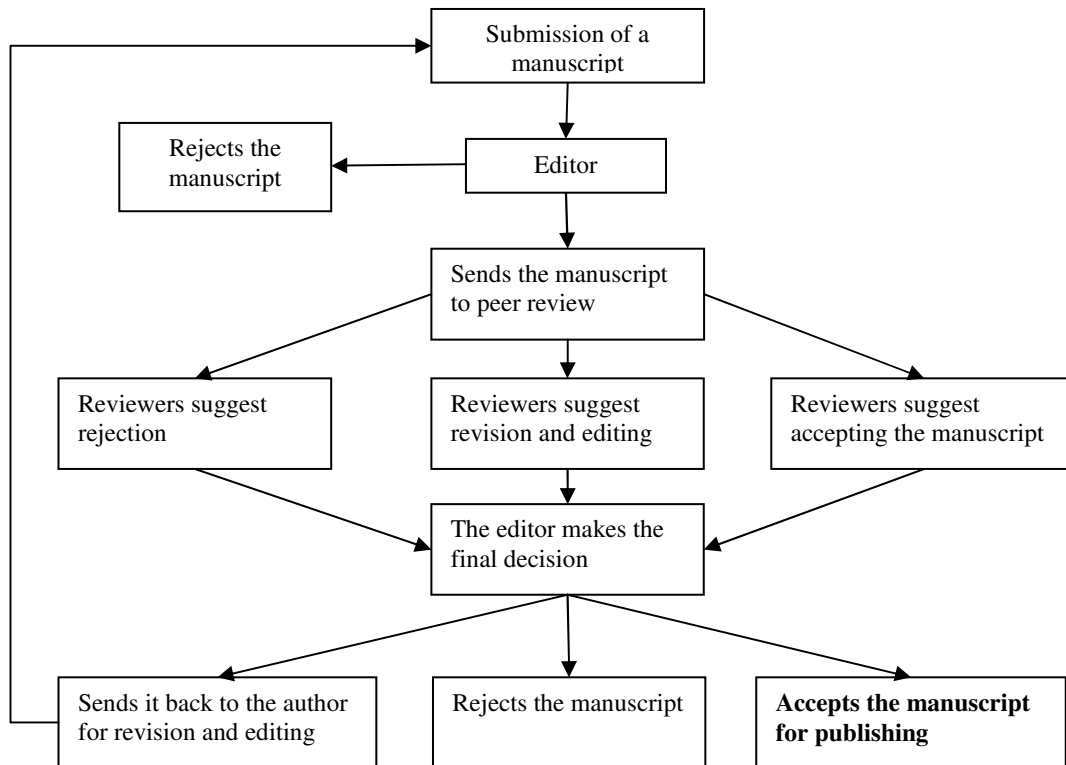 Submission of a
manuscript
Rejects the
manuscript
Editor
Sends the manuscript
to peer review
Reviewers suggest
rejection
Reviewers suggest
revision and editing
Reviewers suggest
accepting the manuscript
The editor makes the
final decision
Sends it back to the author
for revision and editing
Rejects the manuscript
Accepts the manuscript
for publishing